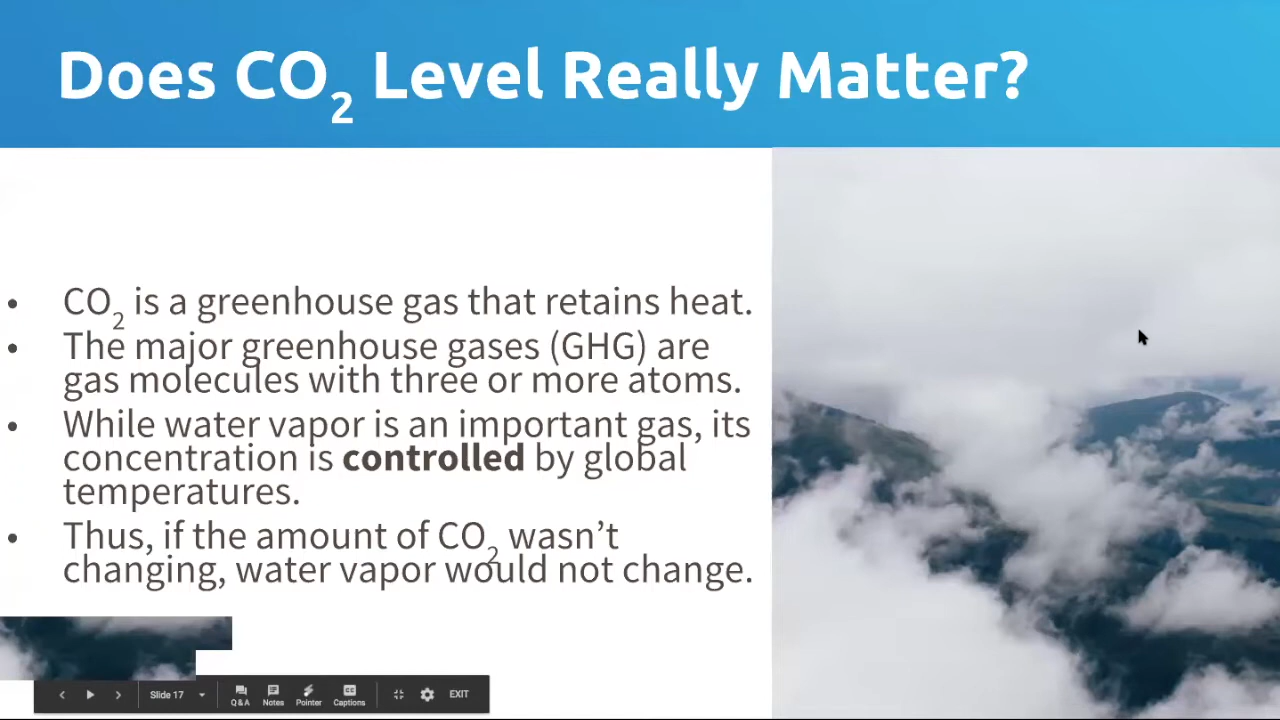 Does CO₂ Level Really Matter?
• CO₂ is a greenhouse gas that retains heat.
• The major greenhouse gases (GHG) are
gas molecules with three or more atoms.
• While water vapor is an important gas, its
concentration is controlled by global
temperatures.
• Thus, if the amount of CO₂ wasn’t
changing, water vapor would not change.
Slide 17 Q&A Notes Pointer Captions EXIT